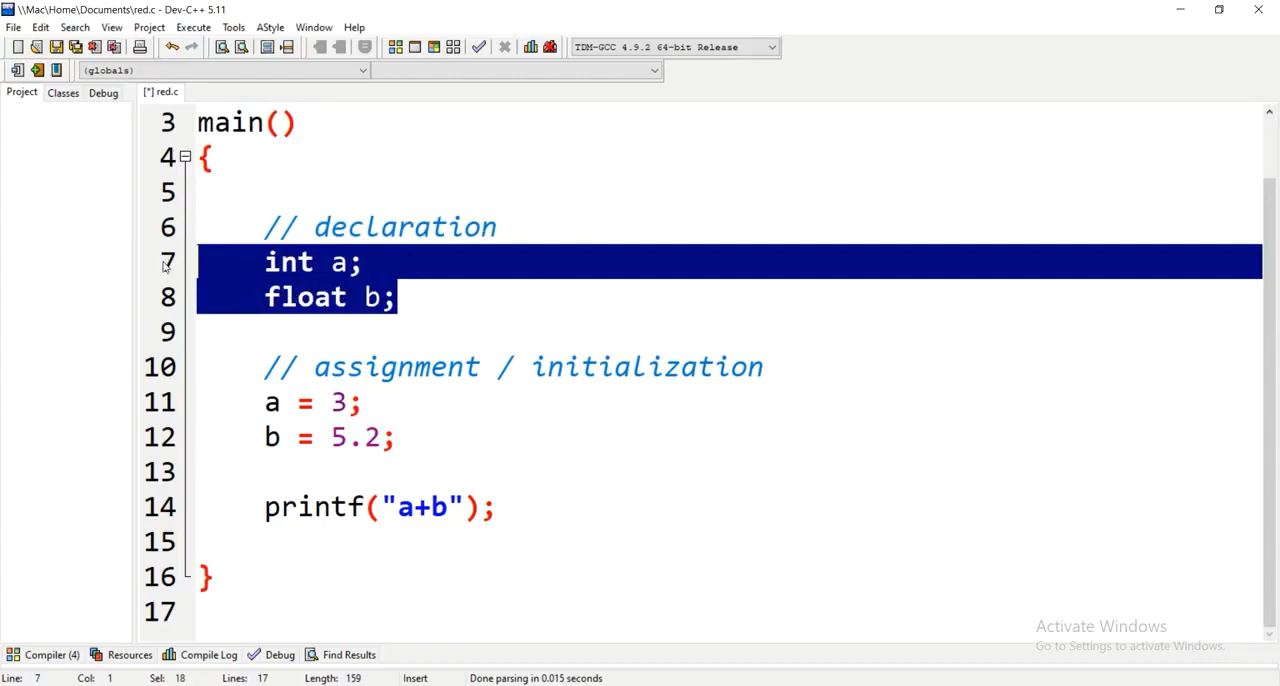 \\Mac\Home\Documents\red.c - Dev-C++ 5.11
File Edit Search View Project Execute Tools AStyle Window Help
TDM-GCC 4.9.2 64-bit Release
(globals)
Project Classes Debug [*] red.c
3 main()
4 {
5
6 // declaration
7 int a;
8 float b;
9
10 // assignment / initialization
11 a = 3;
12 b = 5.2;
13
14 printf("a+b");
15
16 }
17
Activate Windows
Go to Settings to activate Windows.
Compiler (4) Resources Compile Log Debug Find Results
Line: 7 Col: 1 Sel: 18 Lines: 17 Length: 159 Insert Done parsing in 0.015 seconds